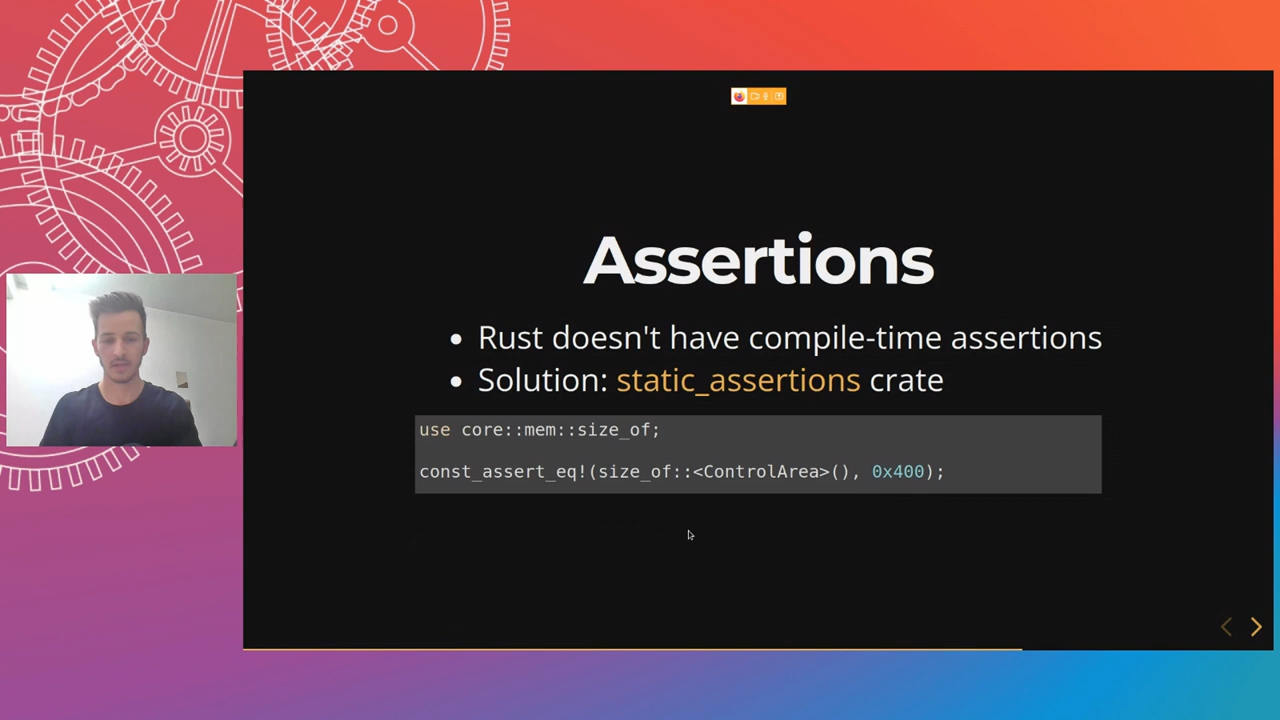 Assertions
Rust doesn't have compile-time assertions
Solution: static_assertions crate
use core::mem::size_of;
const_assert_eq!(size_of::<ControlArea>(), 0x400);